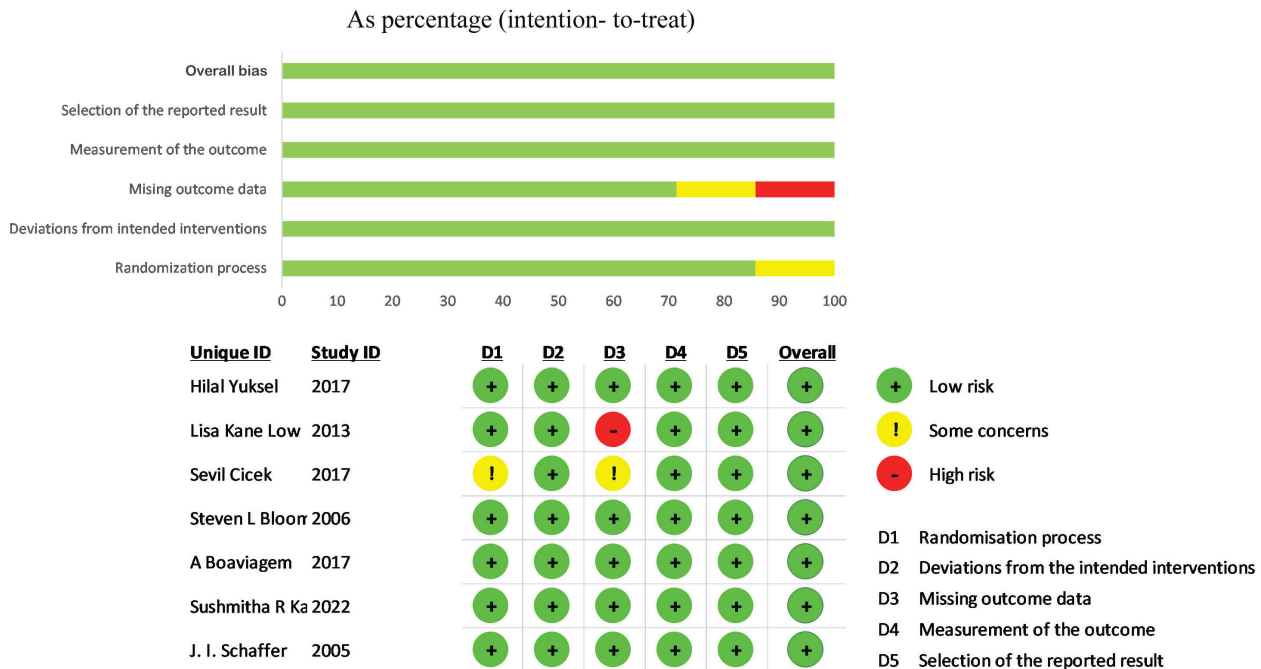 As percentage (intention- to-treat)
Overall bias
Selection of the reported result
Measurement of the outcome
Mising outcome data
Deviations from intended interventions
Randomization process
0 10 20 30 40 50 60 70 80 90 100
Unique ID Study ID D1 D2 D3 D4 D5 Overall
Hilal Yuksel 2017 + + + + + +
Lisa Kane Low 2013 + + - + + +
Sevil Cicek 2017 ! + ! + + +
Steven L Bloom 2006 + + + + + +
A Boaviagem 2017 + + + + + +
Sushmitha R Ka 2022 + + + + + +
J. I. Schaffer 2005 + + + + + +
+ Low risk
! Some concerns
- High risk
D1 Randomisation process
D2 Deviations from the intended interventions
D3 Missing outcome data
D4 Measurement of the outcome
D5 Selection of the reported result